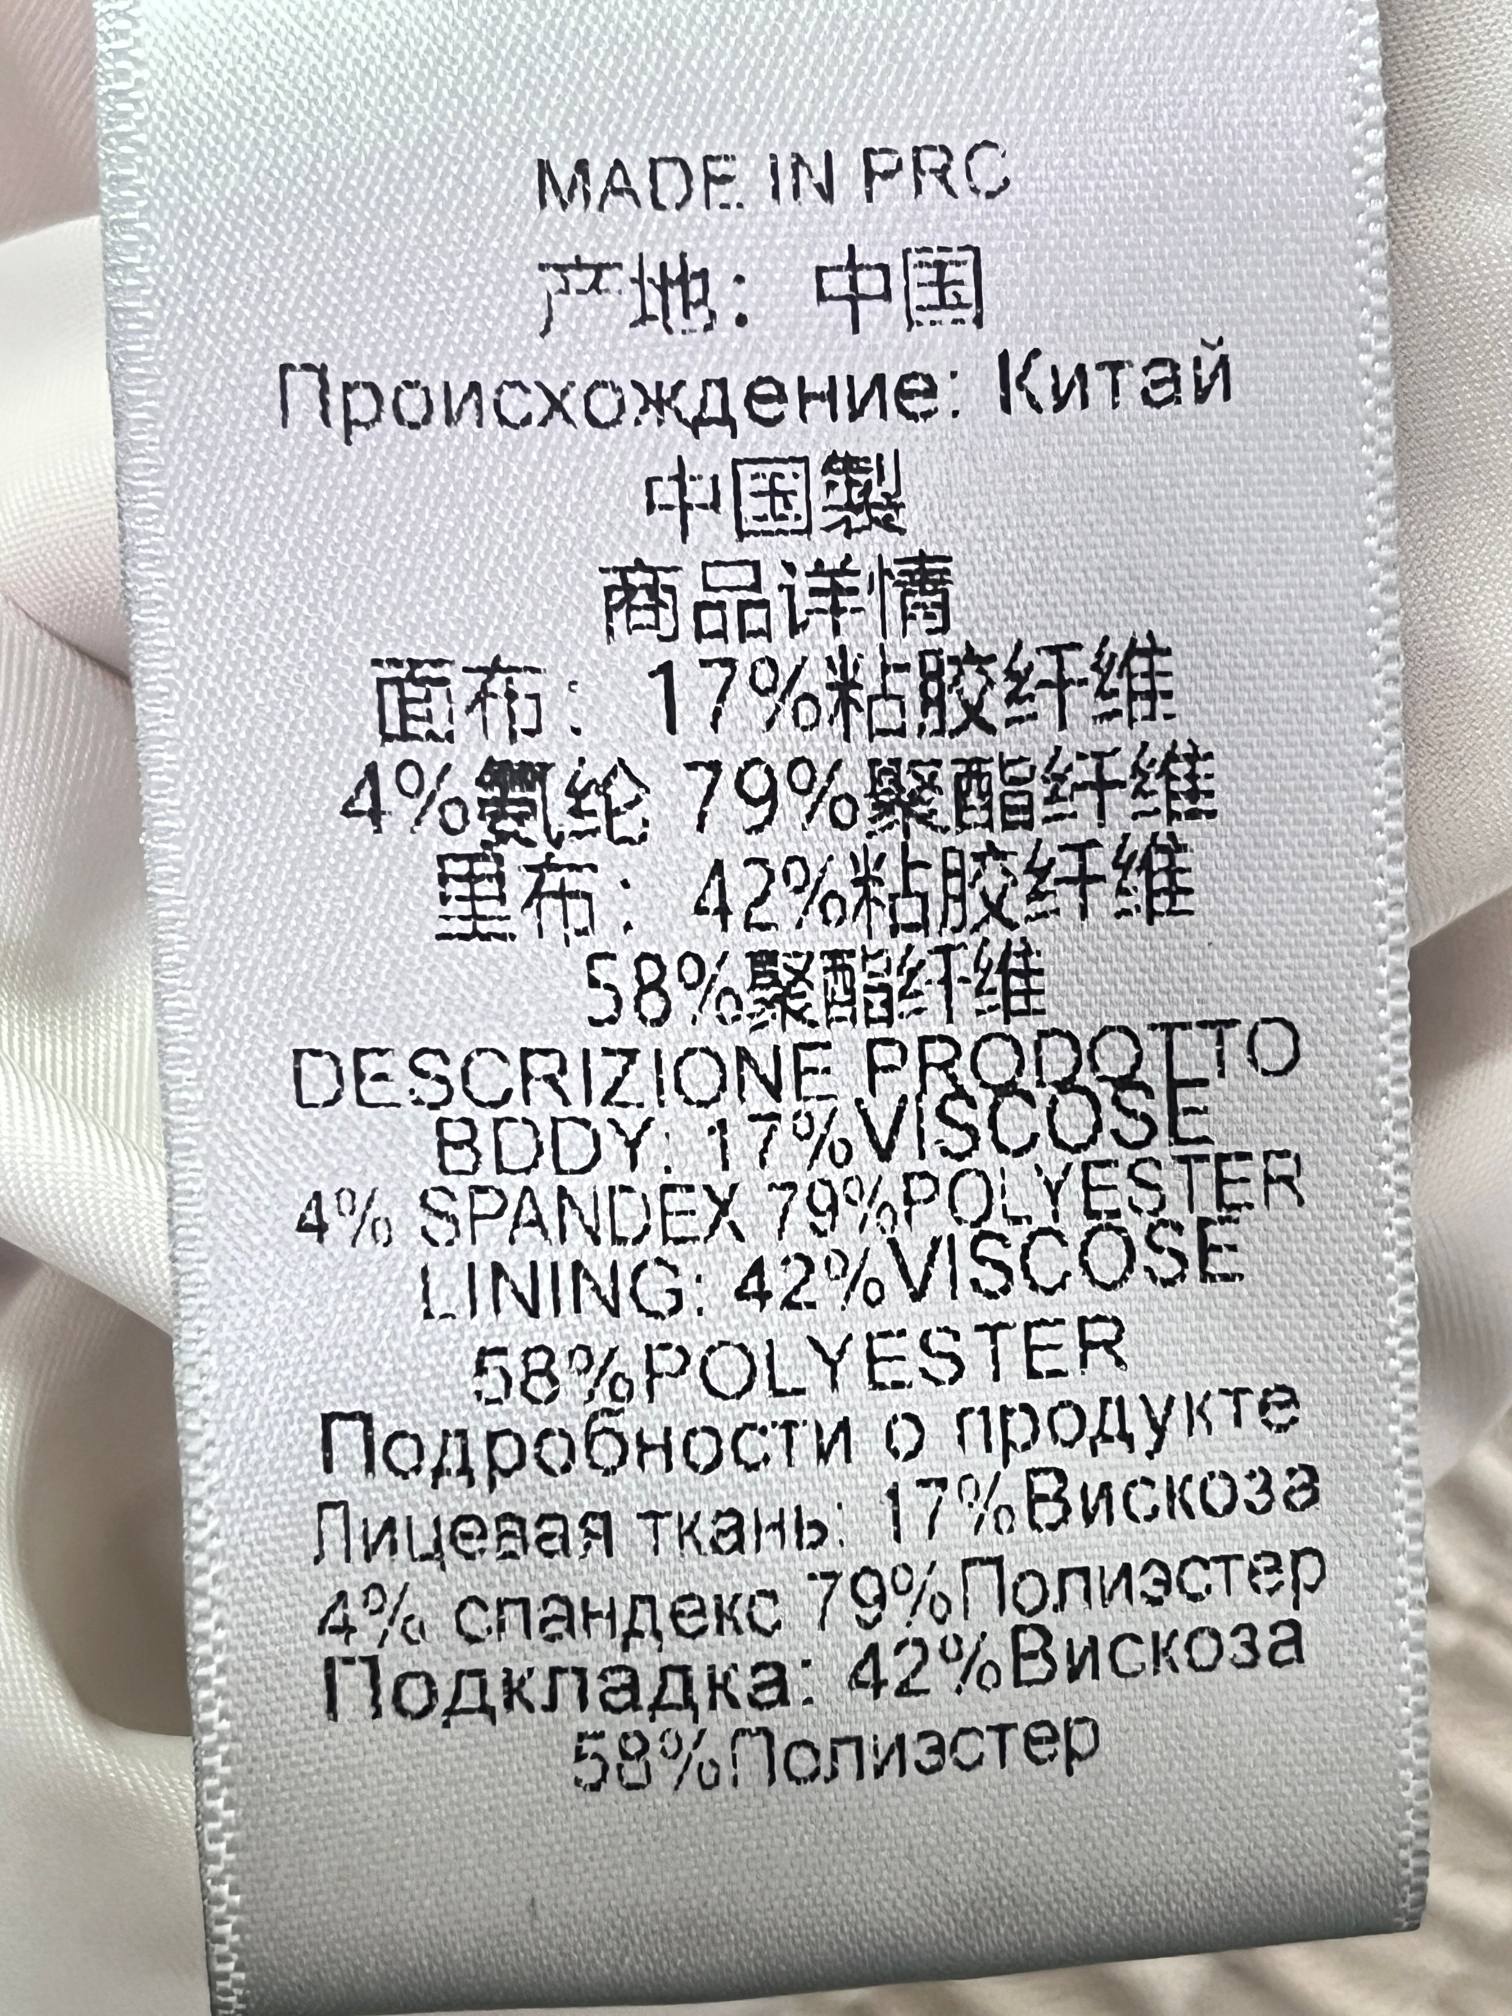 MADE IN PRC
产地：中国
Происхождение: Китай
中国製
商品详情
面布：17%粘胶纤维
4%氨纶 79%聚酯纤维
里布：42%粘胶纤维
58%聚酯纤维
DESCRIZIONE PRODOTTO
BDDY: 17%VISCOSE
4% SPANDEX 79%POLYESTER
LINING: 42%VISCOSE
58%POLYESTER
Подробности о продукте
Лицевая ткань: 17%Вискоза
4% спандекс 79%Полиэстер
Подкладка: 42%Вискоза
58%Полиэстер